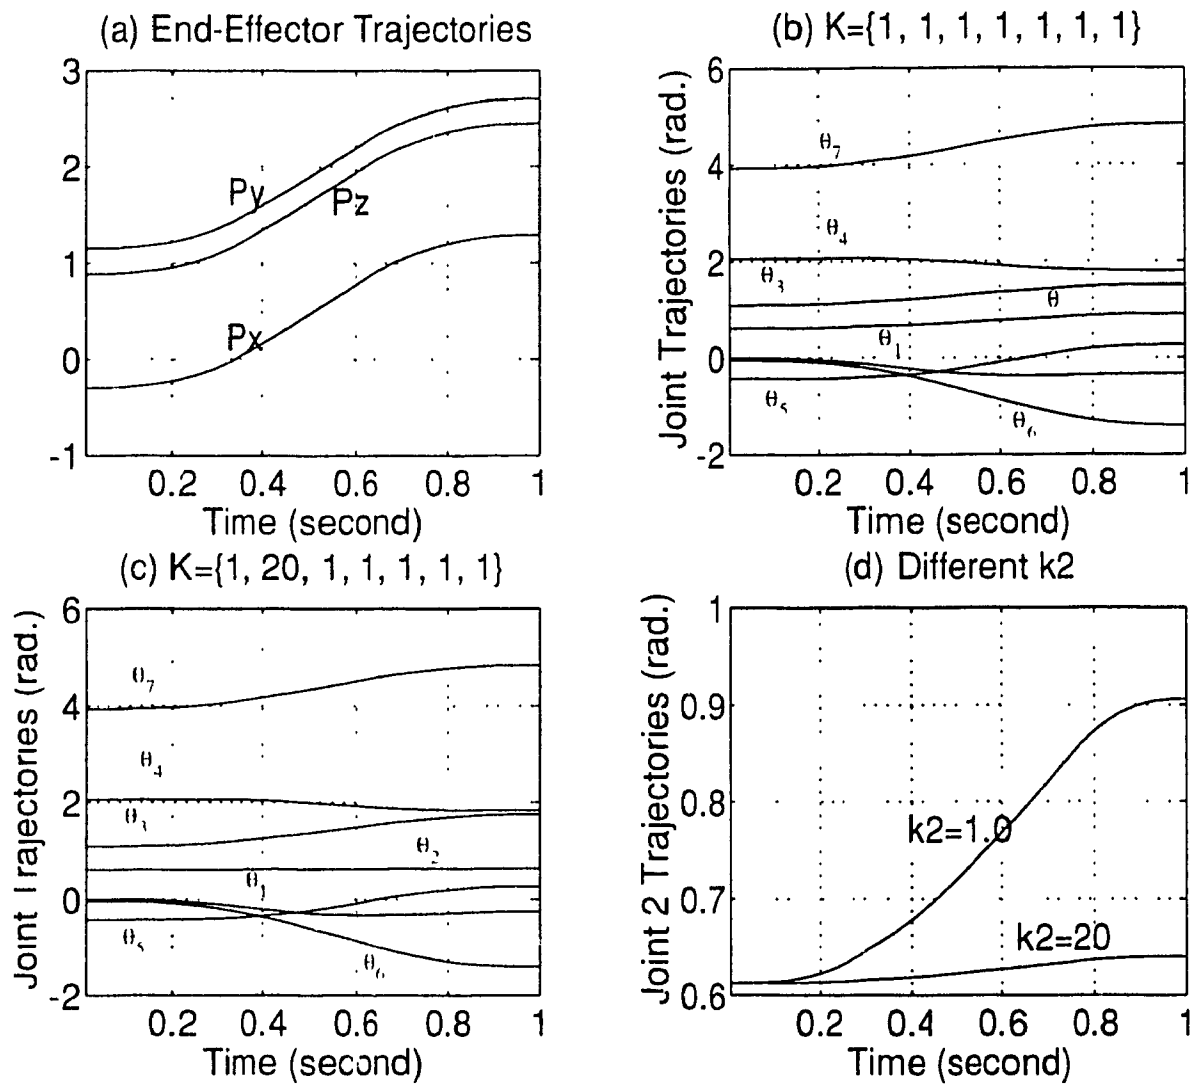 (a) End-Effector Trajectories
3
2
1
0
-1
Py
Pz
Px
0.2 0.4 0.6 0.8 1
Time (second)
(b) K={1, 1, 1, 1, 1, 1, 1}
Joint Trajectories (rad.)
6
4
2
0
-2
θ7
θ4
θ3
θ
θ1
θ5
θ6
0.2 0.4 0.6 0.8 1
Time (second)
(c) K={1, 20, 1, 1, 1, 1, 1}
Joint Trajectories (rad.)
6
4
2
0
-2
θ7
θ4
θ3
θ2
θ1
θ5
θ6
0.2 0.4 0.6 0.8 1
Time (second)
(d) Different k2
Joint 2 Trajectories (rad.)
1
0.9
0.8
0.7
0.6
k2=1.0
k2=20
0.2 0.4 0.6 0.8 1
Time (second)